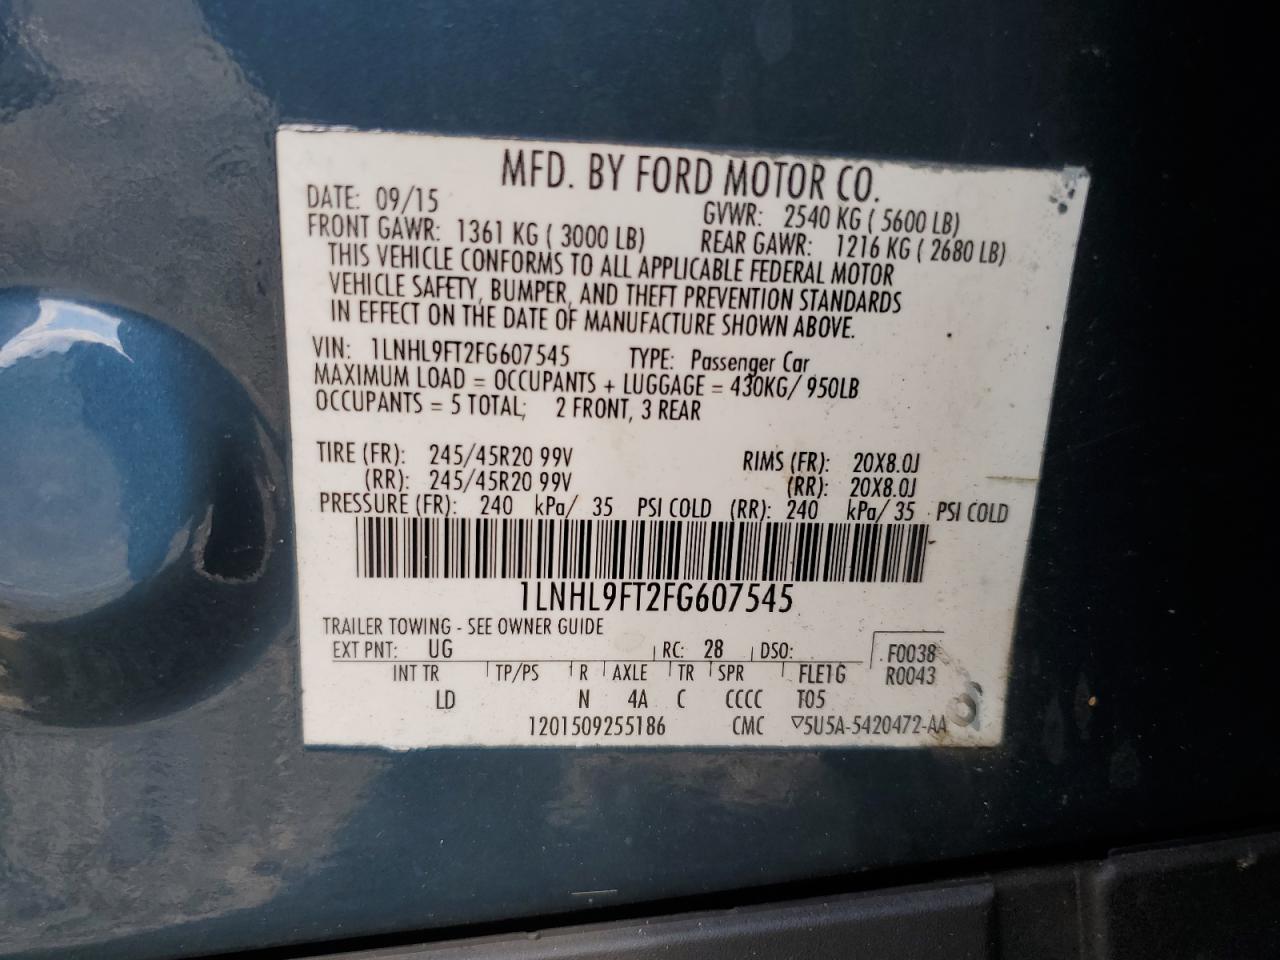 MFD. BY FORD MOTOR CO.
DATE: 09/15 GVWR: 2540 KG ( 5600 LB)
FRONT GAWR: 1361 KG ( 3000 LB) REAR GAWR: 1216 KG ( 2680 LB)
THIS VEHICLE CONFORMS TO ALL APPLICABLE FEDERAL MOTOR
VEHICLE SAFETY, BUMPER, AND THEFT PREVENTION STANDARDS
IN EFFECT ON THE DATE OF MANUFACTURE SHOWN ABOVE.
VIN: 1LNHL9FT2FG607545 TYPE: Passenger Car
MAXIMUM LOAD = OCCUPANTS + LUGGAGE = 430KG/ 950LB
OCCUPANTS = 5 TOTAL; 2 FRONT, 3 REAR
TIRE (FR): 245/45R20 99V RIMS (FR): 20X8.0J
(RR): 245/45R20 99V (RR): 20X8.0J
PRESSURE (FR): 240 kPa/ 35 PSI COLD (RR): 240 kPa/ 35 PSI COLD
1LNHL9FT2FG607545
TRAILER TOWING - SEE OWNER GUIDE
EXT PNT: UG RC: 28 DSO: F0038
INT TR TP/PS R AXLE TR SPR FLE1G R0043
LD N 4A C CCCC T05
1201509255186 CMC ▽5U5A-5420472-AA